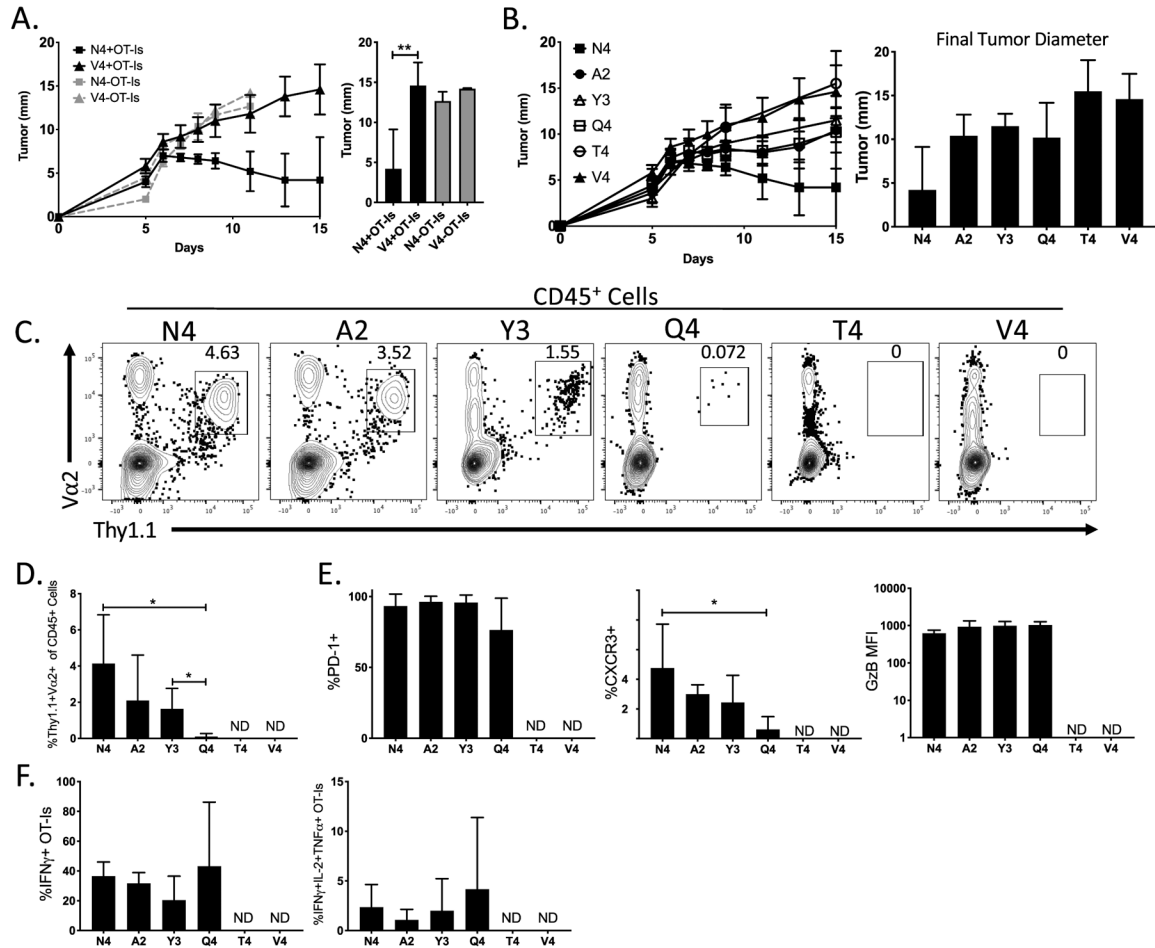 A.
Tumor (mm)
20
15
10
5
0
0
5
10
15
Days
N4+OT-Is
V4+OT-Is
N4-OT-Is
V4-OT-Is
Tumor (mm)
20
15
10
5
0
**
N4+OT-Is
V4+OT-Is
N4-OT-Is
V4-OT-Is
B.
Tumor (mm)
20
15
10
5
0
0
5
10
15
Days
N4
A2
Y3
Q4
T4
V4
Final Tumor Diameter
Tumor (mm)
20
15
10
5
0
N4 A2 Y3 Q4 T4 V4
CD45+ Cells
C.
N4 A2 Y3 Q4 T4 V4
4.63 3.52 1.55 0.072 0 0
Vα2
Thy1.1
D.
%Thy1.1+Vα2+ of CD45+ Cells
8
6
4
2
0
*
*
ND ND
N4 A2 Y3 Q4 T4 V4
E.
%PD-1+
100
80
60
40
20
0
ND ND
N4 A2 Y3 Q4 T4 V4
%CXCR3+
8
6
4
2
*
ND ND
N4 A2 Y3 Q4 T4 V4
GzB MFI
10000
1000
100
10
1
ND ND
N4 A2 Y3 Q4 T4 V4
F.
%IFNγ+ OT-Is
100
80
60
40
20
0
ND ND
N4 A2 Y3 Q4 T4 V4
%IFNγ+IL-2+TNFα+ OT-Is
15
10
5
0
ND ND
N4 A2 Y3 Q4 T4 V4